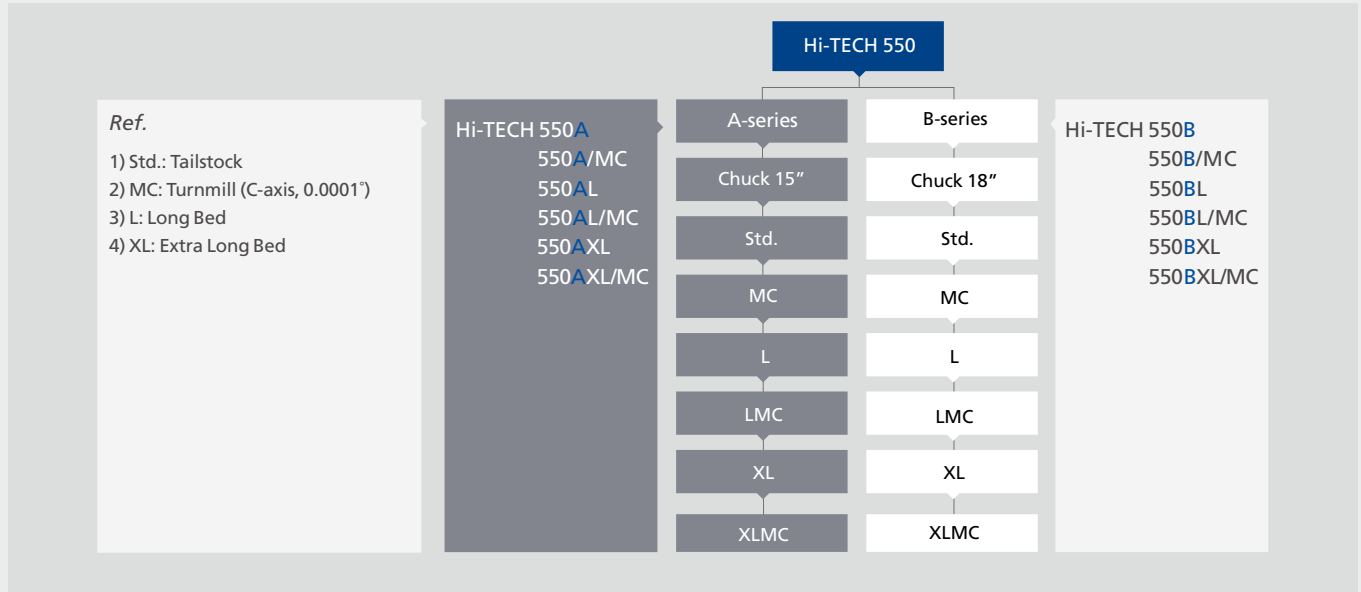 Hi-TECH 550
Ref.
1) Std.: Tailstock
2) MC: Turnmill (C-axis, 0.0001°)
3) L: Long Bed
4) XL: Extra Long Bed
Hi-TECH 550A
550A/MC
550AL
550AL/MC
550AXL
550AXL/MC
A-series
Chuck 15”
Std.
MC
L
LMC
XL
XLMC
B-series
Chuck 18”
Std.
MC
L
LMC
XL
XLMC
Hi-TECH 550B
550B/MC
550BL
550BL/MC
550BXL
550BXL/MC